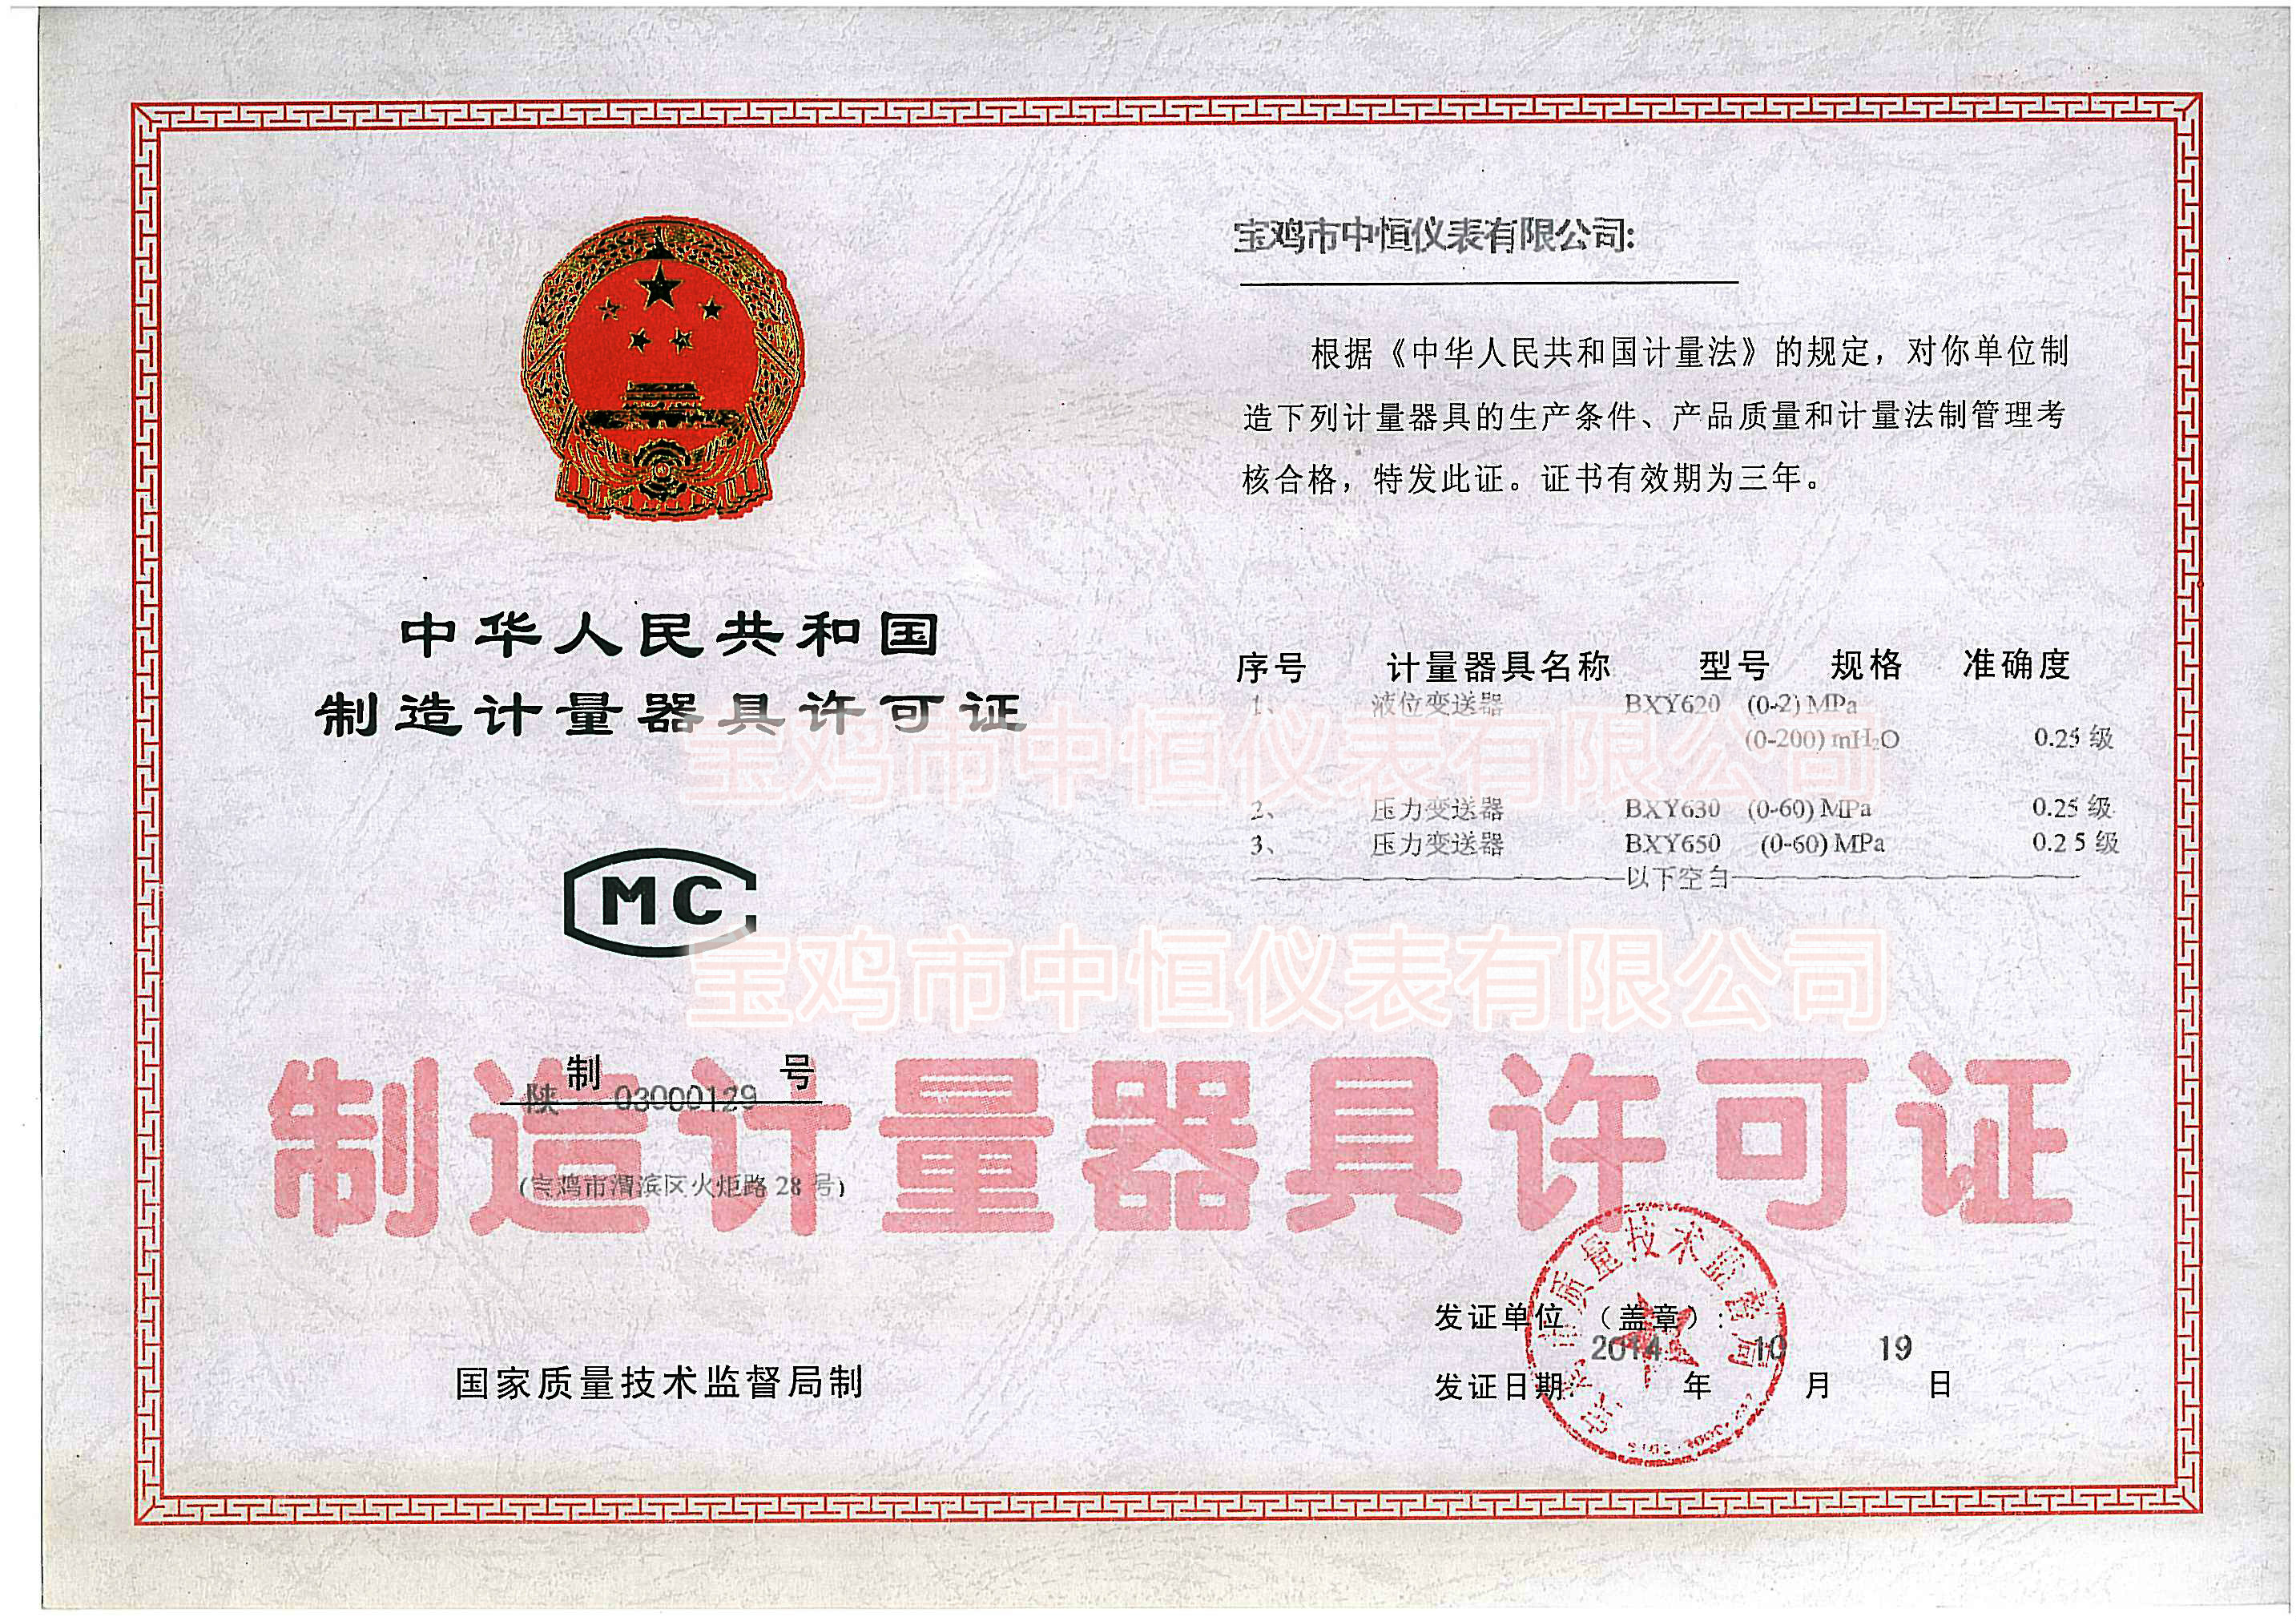 中华人民共和国
制造计量器具许可证
MC
制 号
陕 03000129
(宝鸡市渭滨区火炬路 28 号)
国家质量技术监督局制
宝鸡市中恒仪表有限公司:
根据《中华人民共和国计量法》的规定，对你单位制
造下列计量器具的生产条件、产品质量和计量法制管理考
核合格，特发此证。证书有效期为三年。
序号 计量器具名称 型号 规格 准确度
1、 液位变送器 BXY620 (0-2) MPa
(0-200) mH₂O 0.25 级
2、 压力变送器 BXY630 (0-60) MPa 0.25 级
3、 压力变送器 BXY650 (0-60) MPa 0.25 级
以下空白
宝鸡市中恒仪表有限公司
宝鸡市中恒仪表有限公司
制造计量器具许可证
质量技术监督局
发证单位（盖章）:
2014 10 19
发证日期: 年 月 日